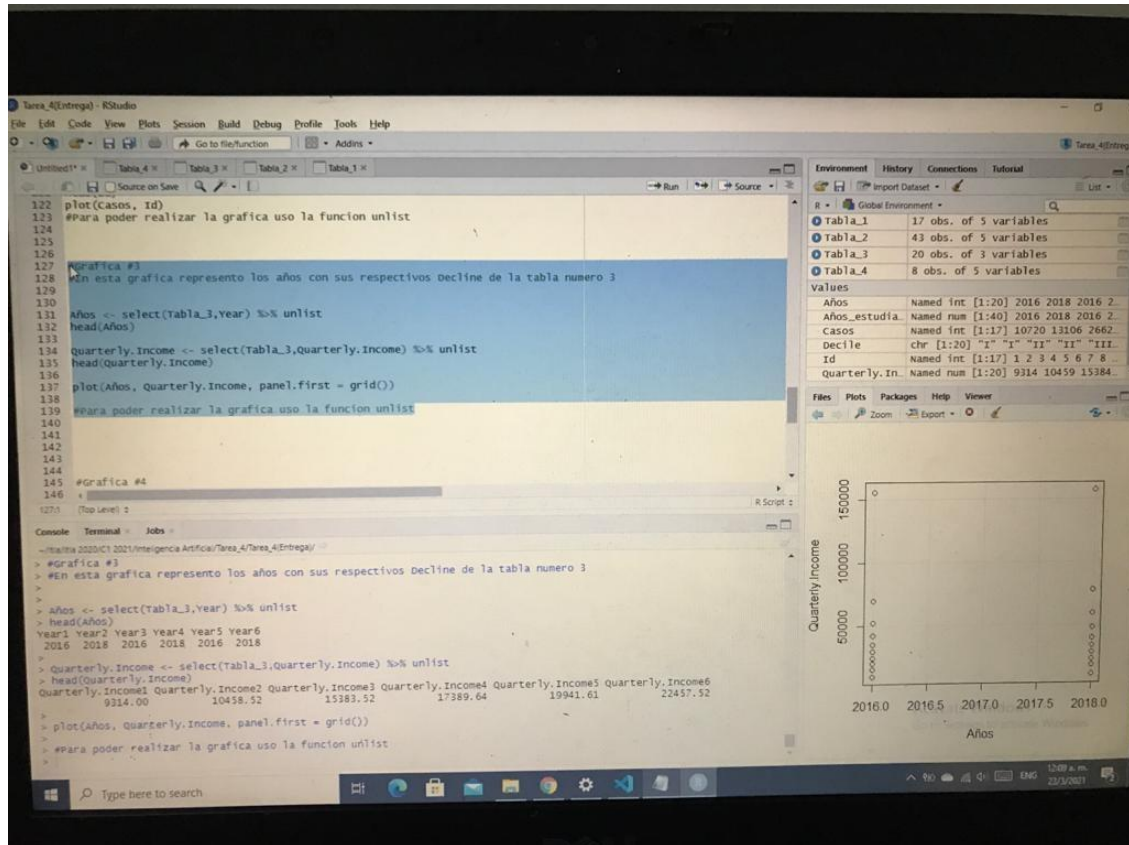 Tarea_4(Entrega) - RStudio
File Edit Code View Plots Session Build Debug Profile Tools Help
Go to file/function Addins
Tarea_4(Entreg
Untitled1* Tabla_4 Tabla_3 Tabla_2 Tabla_1
Source on Save Run Source
122 plot(Casos, Id)
123 #Para poder realizar la grafica uso la funcion unlist
124
125
126
127 #Grafica #3
128 #En esta grafica represento los años con sus respectivos Decline de la tabla numero 3
129
130
131 Años <- select(Tabla_3,Year) %>% unlist
132 head(Años)
133
134 Quarterly.Income <- select(Tabla_3,Quarterly.Income) %>% unlist
135 head(Quarterly.Income)
136
137 plot(Años, Quarterly.Income, panel.first = grid())
138
139 #Para poder realizar la grafica uso la funcion unlist
140
141
142
143
144
145 #Grafica #4
146
127:1 (Top Level) R Script
Console Terminal Jobs
2020/C1 2021/Inteligencia Artificial/Tarea_4/Tarea_4(Entrega)/
> #Grafica #3
> #En esta grafica represento los años con sus respectivos Decline de la tabla numero 3
>
>
> Años <- select(Tabla_3,Year) %>% unlist
> head(Años)
Year1 Year2 Year3 Year4 Year5 Year6
2016 2018 2016 2018 2016 2018
>
> Quarterly.Income <- select(Tabla_3,Quarterly.Income) %>% unlist
> head(Quarterly.Income)
Quarterly.Income1 Quarterly.Income2 Quarterly.Income3 Quarterly.Income4 Quarterly.Income5 Quarterly.Income6
9314.00 10458.52 15383.52 17389.64 19941.61 22457.52
>
> plot(Años, Quarterly.Income, panel.first = grid())
>
> #Para poder realizar la grafica uso la funcion unlist
>
Environment History Connections Tutorial
Import Dataset List
R Global Environment
Tabla_1 17 obs. of 5 variables
Tabla_2 43 obs. of 5 variables
Tabla_3 20 obs. of 3 variables
Tabla_4 8 obs. of 5 variables
Values
Años Named int [1:20] 2016 2018 2016 2…
Años_estudia… Named num [1:40] 2016 2018 2016 2…
Casos Named int [1:17] 10720 13106 2662…
Decile chr [1:20] "I" "I" "II" "II" "III…
Id Named int [1:17] 1 2 3 4 5 6 7 8 …
Quarterly.In… Named num [1:20] 9314 10459 15384…
Files Plots Packages Help Viewer
Zoom Export
150000
100000
50000
Quarterly.Income
2016.0 2016.5 2017.0 2017.5 2018.0
Años
Type here to search
ENG
12:09 a. m.
23/3/2021